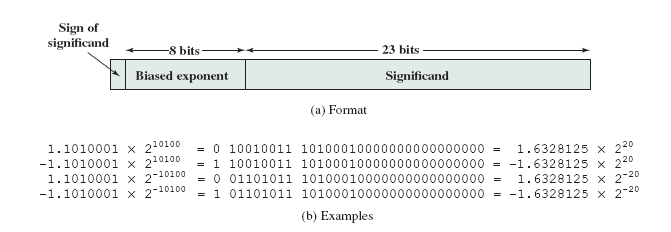 Sign of
significand
8 bits
23 bits
Biased exponent
Significand
(a) Format
1.1010001 × 2^10100 = 0 10010011 10100010000000000000000 = 1.6328125 × 2^20
-1.1010001 × 2^10100 = 1 10010011 10100010000000000000000 = -1.6328125 × 2^20
1.1010001 × 2^-10100 = 0 01101011 10100010000000000000000 = 1.6328125 × 2^-20
-1.1010001 × 2^-10100 = 1 01101011 10100010000000000000000 = -1.6328125 × 2^-20
(b) Examples